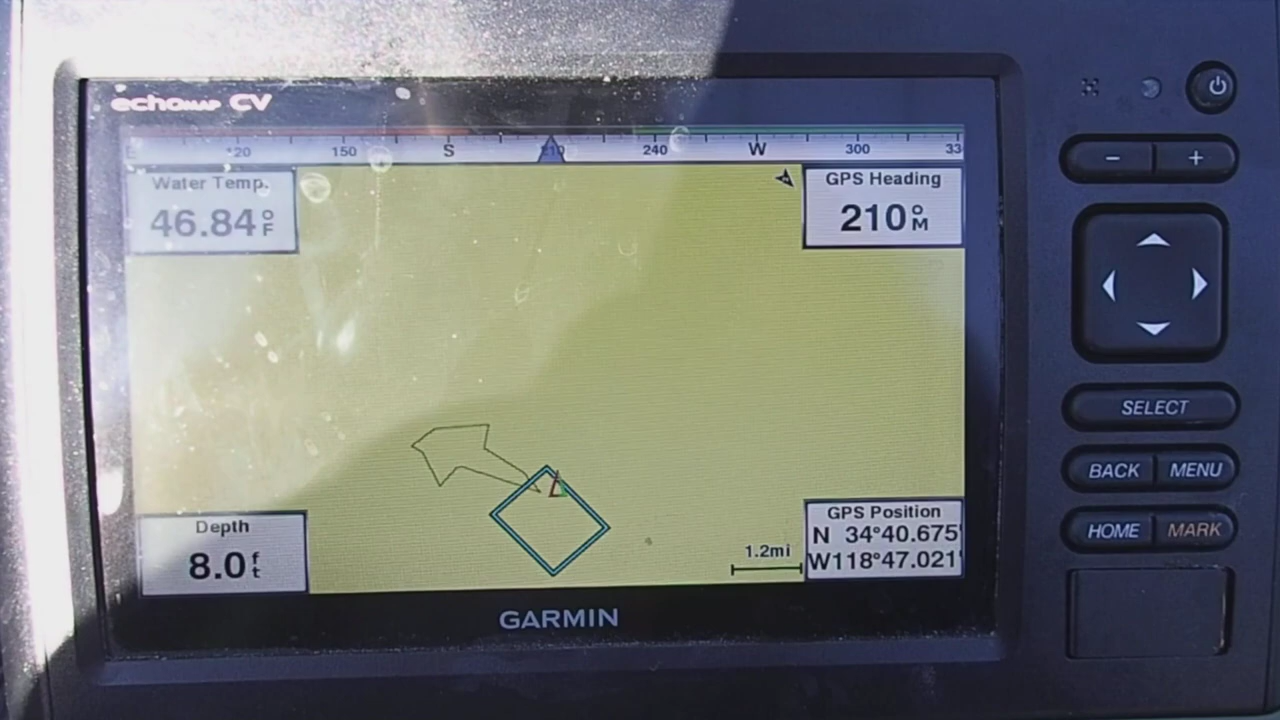 echoMAP CV
E 120 150 S 210 240 W 300 33
Water Temp.
46.84°F
GPS Heading
210°M
Depth
8.0 ft
1.2mi
GPS Position
N 34°40.675'
W118°47.021'
GARMIN
- +
SELECT
BACK MENU
HOME MARK